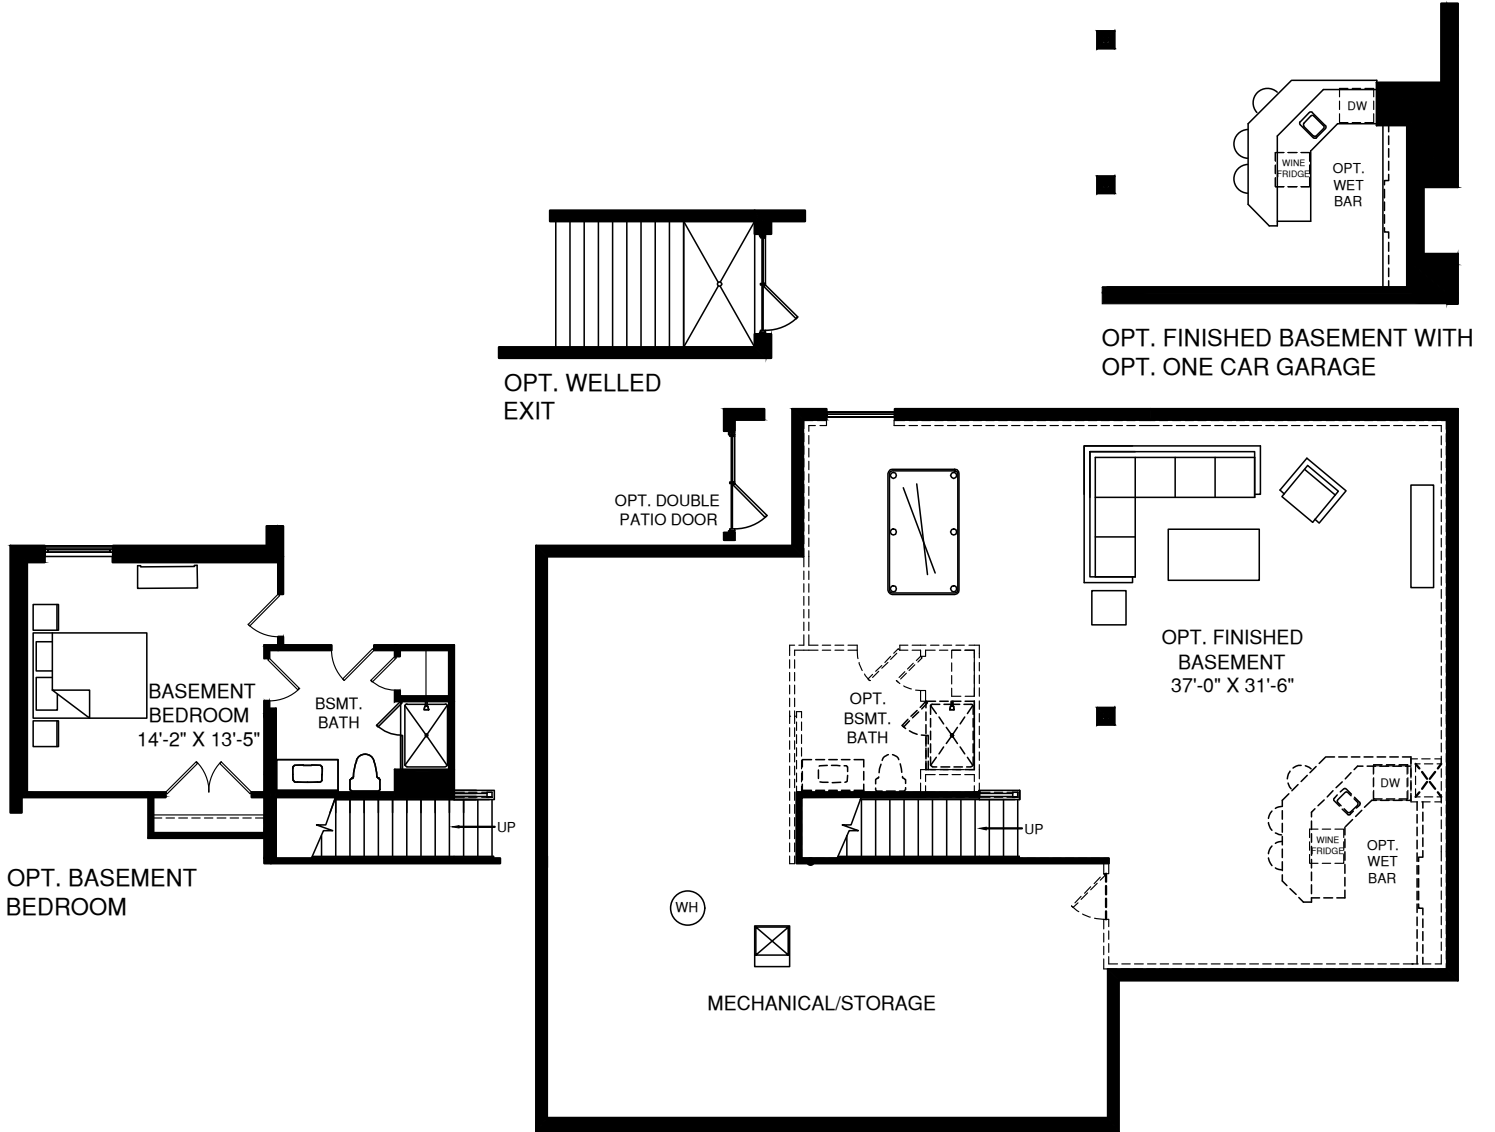 DW
WINE
FRIDGE
OPT.
WET
BAR
OPT. FINISHED BASEMENT WITH
OPT. ONE CAR GARAGE
OPT. WELLED
EXIT
OPT. DOUBLE
PATIO DOOR
BASEMENT
BEDROOM
14'-2" X 13'-5"
BSMT.
BATH
UP
OPT. BASEMENT
BEDROOM
OPT. FINISHED
BASEMENT
37'-0" X 31'-6"
OPT.
BSMT.
BATH
UP
DW
WINE
FRIDGE
OPT.
WET
BAR
WH
MECHANICAL/STORAGE